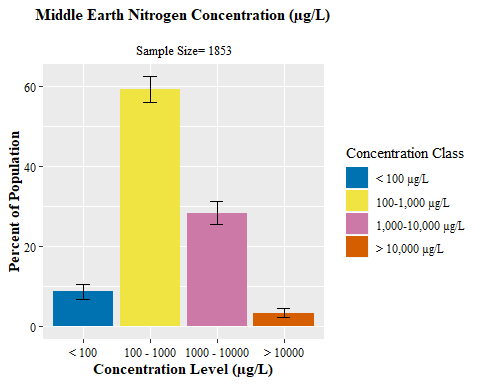 Middle Earth Nitrogen Concentration (µg/L)
Sample Size= 1853
Percent of Population
60
40
20
0
< 100
100 - 1000
1000 - 10000
> 10000
Concentration Level (µg/L)
Concentration Class
< 100 µg/L
100-1,000 µg/L
1,000-10,000 µg/L
> 10,000 µg/L